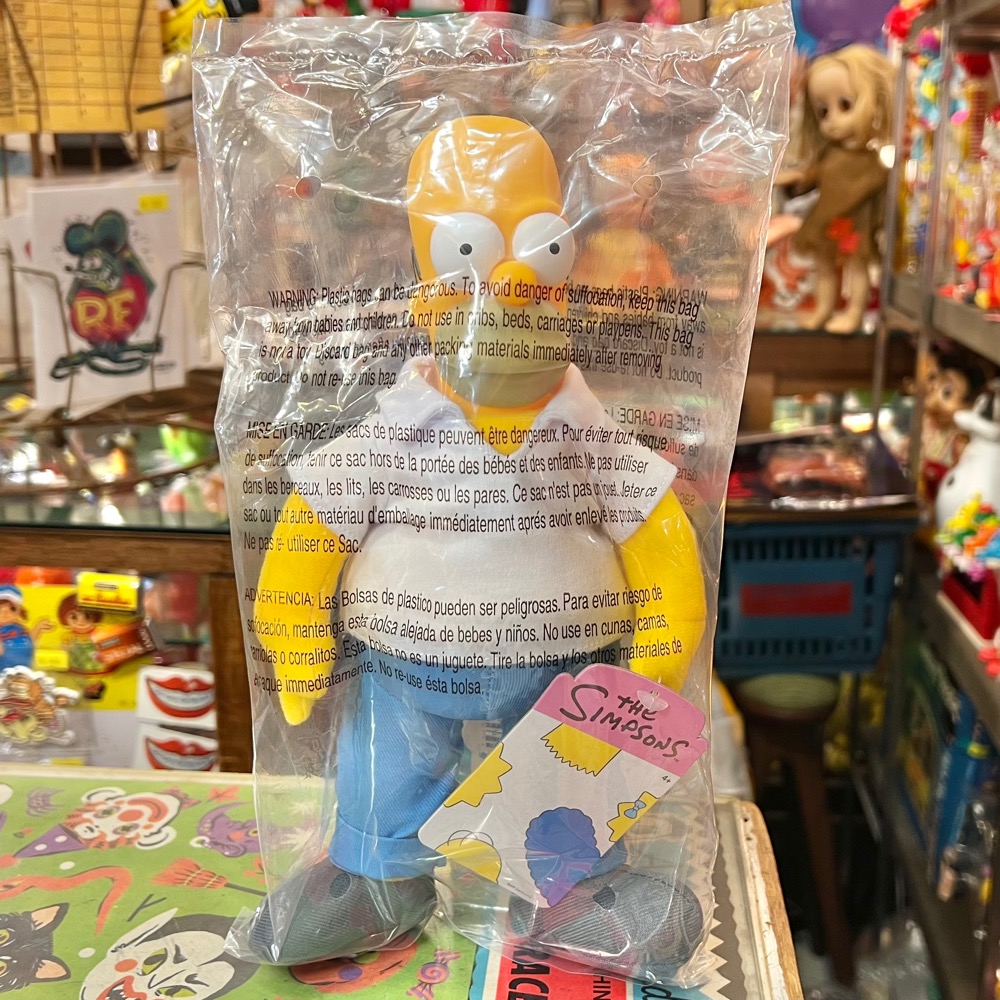 WARNING: Plastic bags can be dangerous. To avoid danger of suffocation, keep this bag
away from babies and children. Do not use in cribs, beds, carriages or playpens. This bag
is not a toy. Discard bag and any other packing materials immediately after removing
product. Do not re-use this bag.
MISE EN GARDE: Les sacs de plastique peuvent être dangereux. Pour éviter tout risque
de suffocation, tenir ce sac hors de la portée des bébés et des enfants. Ne pas utiliser
dans les berceaux, les lits, les carrosses ou les pares. Ce sac n'est pas un jouet. Jeter ce
sac ou tout autre matériau d'emballage immédiatement aprés avoir enlevé les produits.
Ne pas ré- utiliser ce Sac.
ADVERTENCIA: Las Bolsas de plastico pueden ser peligrosas. Para evitar riesgo de
sofocación, mantenga esta bolsa alejada de bebes y niños. No use en cunas, camas,
carriolas o corralitos. Esta bolsa no es un juguete. Tire la bolsa y los otros materiales de
empaque immediatamente. No re-use ésta bolsa.
THE
SIMPSONS
4+
RF